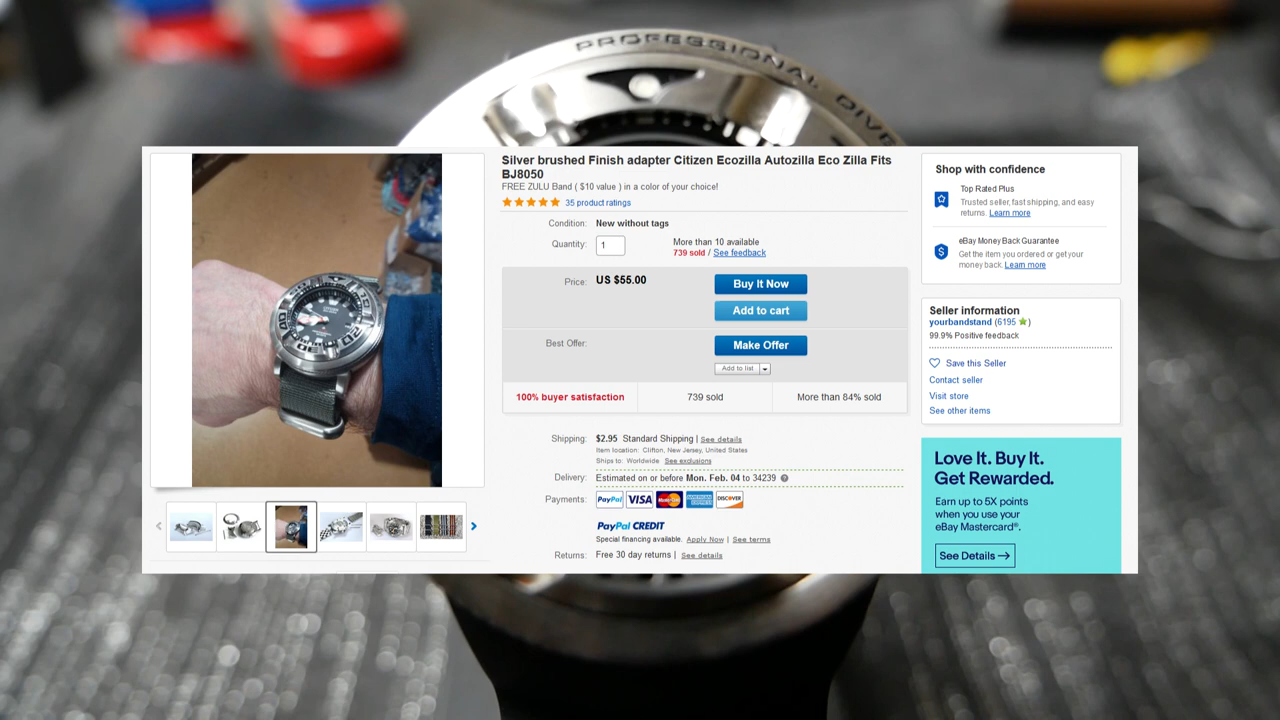 PROFESSIONAL DIVE
Silver brushed Finish adapter Citizen Ecozilla Autozilla Eco Zilla Fits
BJ8050
FREE ZULU Band ( $10 value ) in a color of your choice!
35 product ratings
Condition: New without tags
Quantity: 1
More than 10 available
739 sold / See feedback
Price: US $55.00
Buy It Now
Add to cart
Best Offer:
Make Offer
Add to list
100% buyer satisfaction
739 sold
More than 84% sold
Shipping: $2.95 Standard Shipping | See details
Item location: Clifton, New Jersey, United States
Ships to: Worldwide See exclusions
Delivery: Estimated on or before Mon. Feb. 04 to 34239
Payments: PayPal VISA MasterCard AMERICAN EXPRESS DISCOVER
PayPal CREDIT
Special financing available. Apply Now | See terms
Returns: Free 30 day returns | See details
Shop with confidence
Top Rated Plus
Trusted seller, fast shipping, and easy
returns. Learn more
eBay Money Back Guarantee
Get the item you ordered or get your
money back. Learn more
Seller information
yourbandstand (6195)
99.9% Positive feedback
Save this Seller
Contact seller
Visit store
See other items
Love It. Buy It.
Get Rewarded.
Earn up to 5X points
when you use your
eBay Mastercard®.
See Details